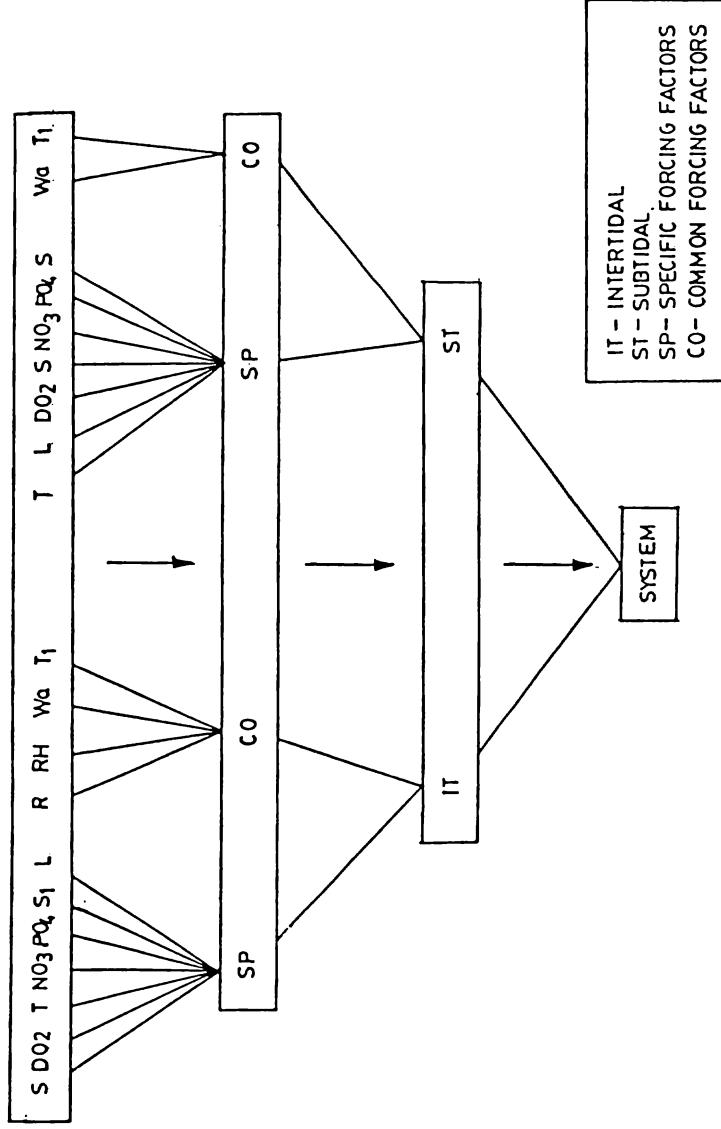 S DO2 T NO3 PO4 S1 L R RH Wa T1 T L DO2 S NO3 PO4 S Wa T1
SP CO SP CO
IT ST
SYSTEM
IT - INTERTIDAL
ST - SUBTIDAL
SP - SPECIFIC FORCING FACTORS
CO - COMMON FORCING FACTORS